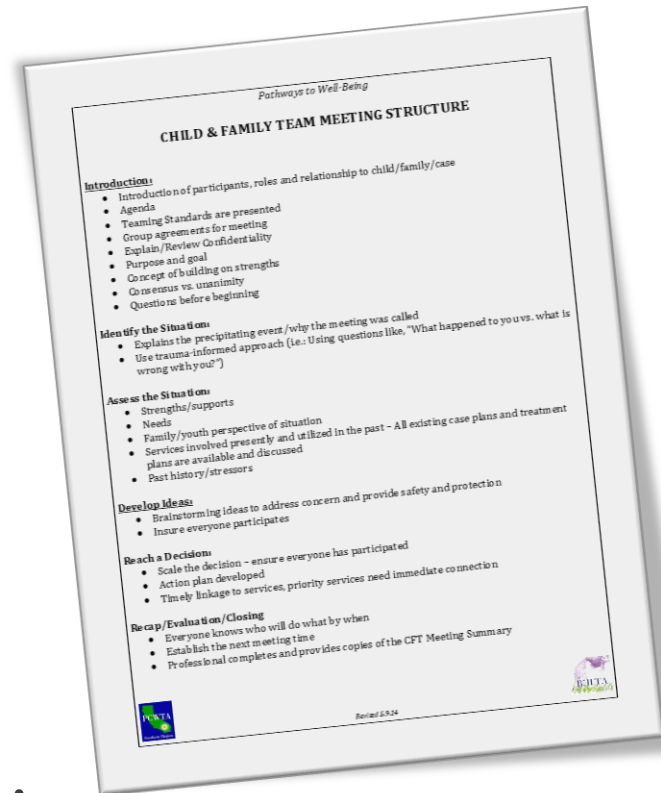 Pathways to Well-Being
CHILD & FAMILY TEAM MEETING STRUCTURE
Introduction:
• Introduction of participants, roles and relationship to child/family/case
• Agenda
• Teaming Standards are presented
• Group agreements for meeting
• Explain/Review Confidentiality
• Purpose and goal
• Concept of building on strengths
• Consensus vs. unanimity
• Questions before beginning
Identify the Situation:
• Explains the precipitating event/why the meeting was called
• Use trauma-informed approach (i.e.: Using questions like, “What happened to you vs. what is
wrong with you?”)
Assess the Situation:
• Strengths/supports
• Needs
• Family/youth perspective of situation
• Services involved presently and utilized in the past – All existing case plans and treatment
plans are available and discussed
• Past history/stressors
Develop Ideas:
• Brainstorming ideas to address concern and provide safety and protection
• Insure everyone participates
Reach a Decision:
• Scale the decision – ensure everyone has participated
• Action plan developed
• Timely linkage to services, priority services need immediate connection
Recap/Evaluation/Closing
• Everyone knows who will do what by when
• Establish the next meeting time
• Professional completes and provides copies of the CFT Meeting Summary
PCWTA
Revised 5.9.14